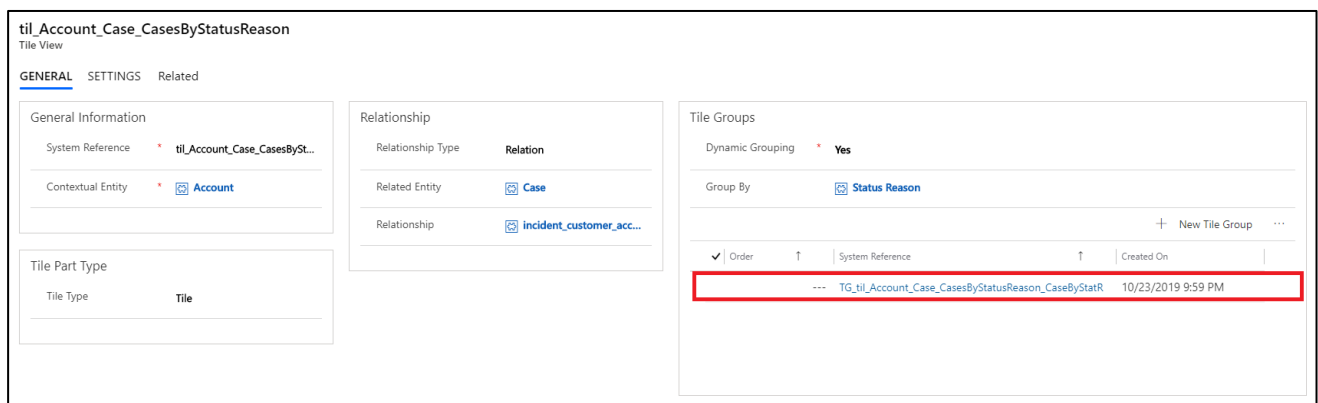 til_Account_Case_CasesByStatusReason
Tile View
GENERAL SETTINGS Related
General Information
System Reference * til_Account_Case_CasesBySt...
Contextual Entity * Account
Tile Part Type
Tile Type Tile
Relationship
Relationship Type Relation
Related Entity Case
Relationship incident_customer_acc...
Tile Groups
Dynamic Grouping * Yes
Group By Status Reason
+ New Tile Group ...
✓ Order ↑ System Reference ↑ Created On
--- TG_til_Account_Case_CasesByStatusReason_CaseByStatR 10/23/2019 9:59 PM